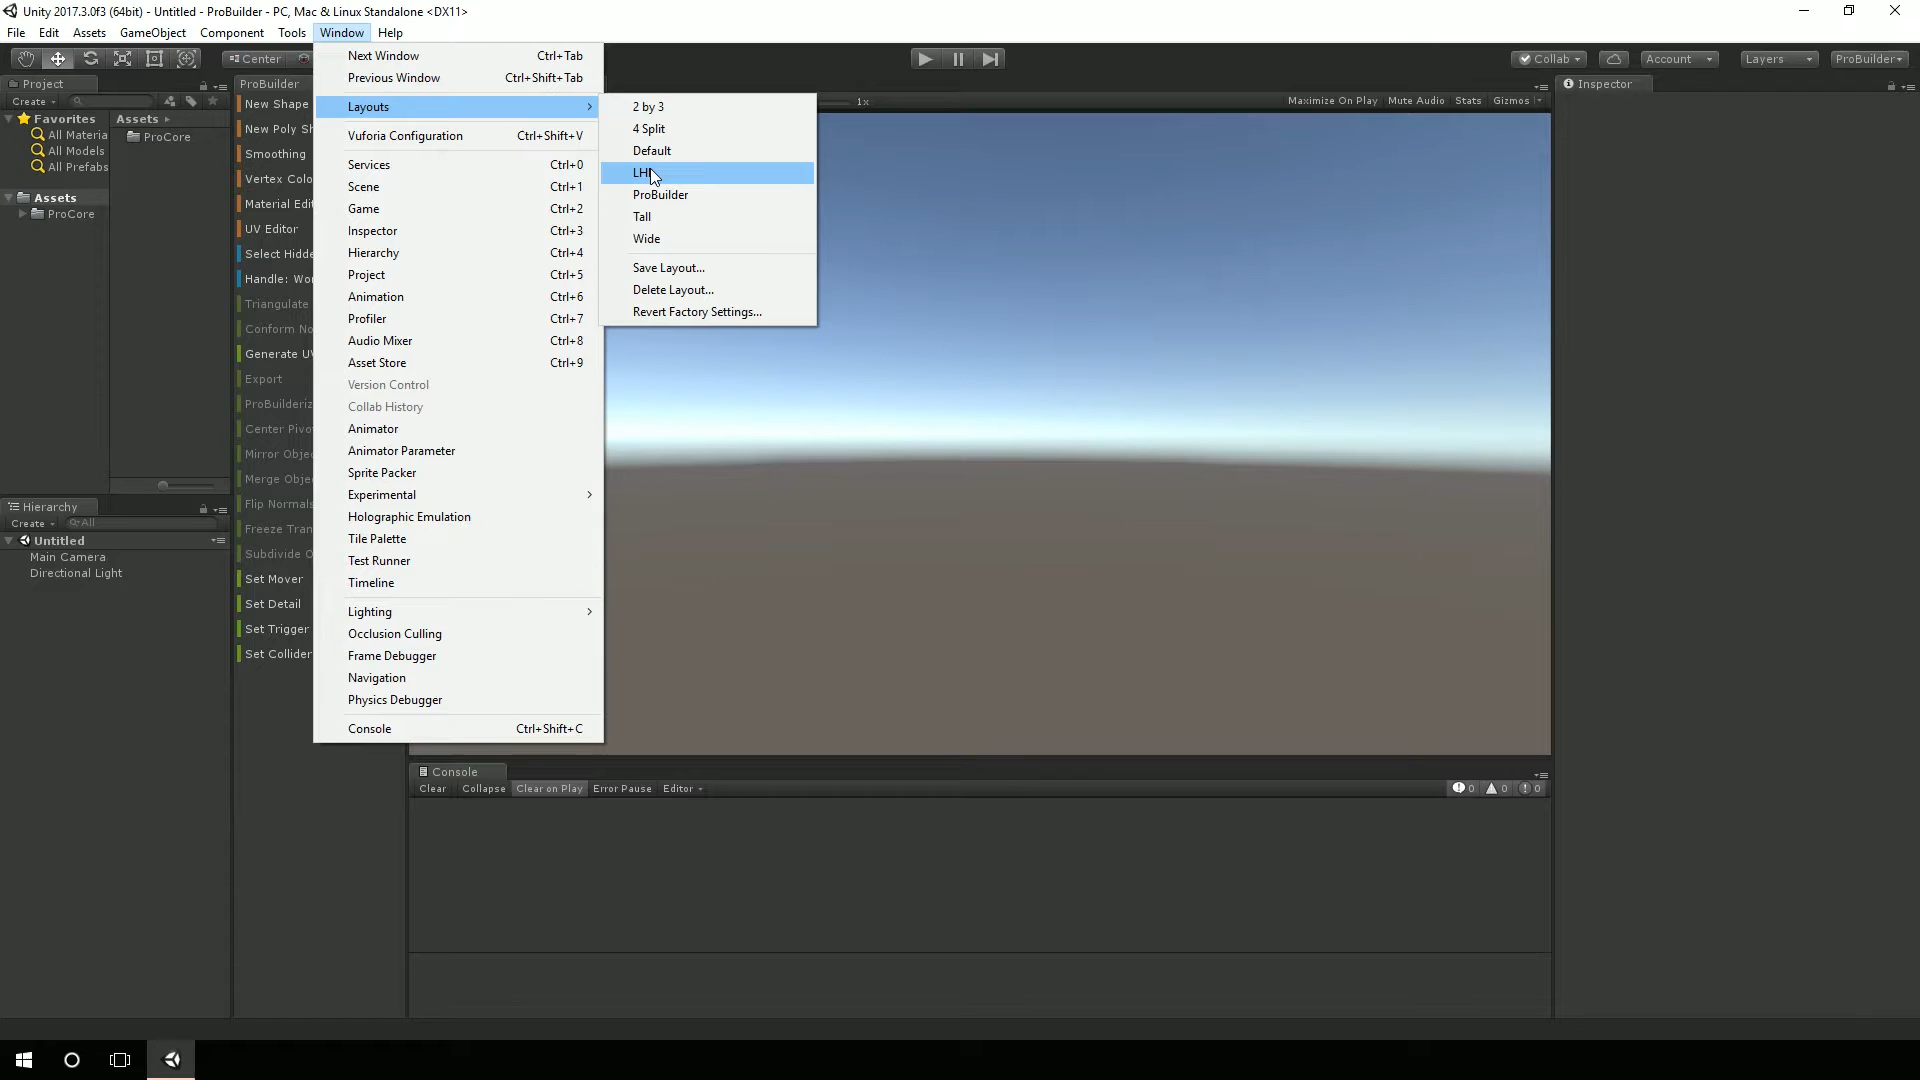 Unity 2017.3.0f3 (64bit) - Untitled - ProBuilder - PC, Mac & Linux Standalone <DX11>
File Edit Assets GameObject Component Tools Window Help
Center
Collab
Account
Layers
ProBuilder
Project
Create
Favorites
All Materia
All Models
All Prefabs
Assets
ProCore
Assets
ProCore
Hierarchy
Create
All
Untitled
Main Camera
Directional Light
ProBuilder
New Shape
New Poly Sh
Smoothing
Vertex Colo
Material Edi
UV Editor
Select Hidde
Handle: Wo
Triangulate
Conform No
Generate UV
Export
ProBuilderiz
Center Pivo
Mirror Obje
Merge Obje
Flip Normals
Freeze Tran
Subdivide O
Set Mover
Set Detail
Set Trigger
Set Collider
Next Window Ctrl+Tab
Previous Window Ctrl+Shift+Tab
Layouts
Vuforia Configuration Ctrl+Shift+V
Services Ctrl+0
Scene Ctrl+1
Game Ctrl+2
Inspector Ctrl+3
Hierarchy Ctrl+4
Project Ctrl+5
Animation Ctrl+6
Profiler Ctrl+7
Audio Mixer Ctrl+8
Asset Store Ctrl+9
Version Control
Collab History
Animator
Animator Parameter
Sprite Packer
Experimental
Holographic Emulation
Tile Palette
Test Runner
Timeline
Lighting
Occlusion Culling
Frame Debugger
Navigation
Physics Debugger
Console Ctrl+Shift+C
2 by 3
4 Split
Default
ProBuilder
Tall
Wide
Save Layout...
Delete Layout...
Revert Factory Settings...
1x
Maximize On Play Mute Audio Stats Gizmos
Console
Clear Collapse Clear on Play Error Pause Editor
0 0 0
Inspector